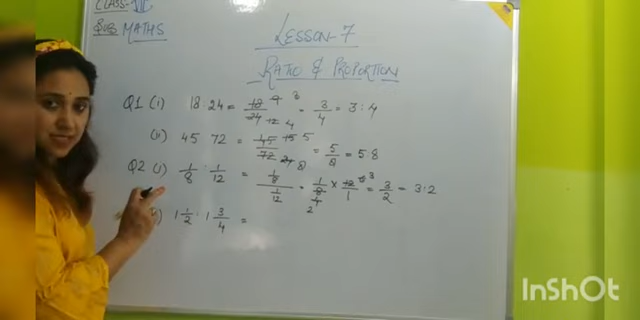 CLASS-VII
SUB MATHS
LESSON-7
RATIO & PROPORTION
Q1 (i) 18:24 = 18/24 = 3/4 = 3:4
(ii) 45 72 = 45/72 = 5/8 = 5:8
Q2 (i) 1/8 : 1/12 = 1/8 / 1/12 = 1/8 × 12/1 = 3/2 = 3:2
1 1/2 : 1 3/4 =
InShOt